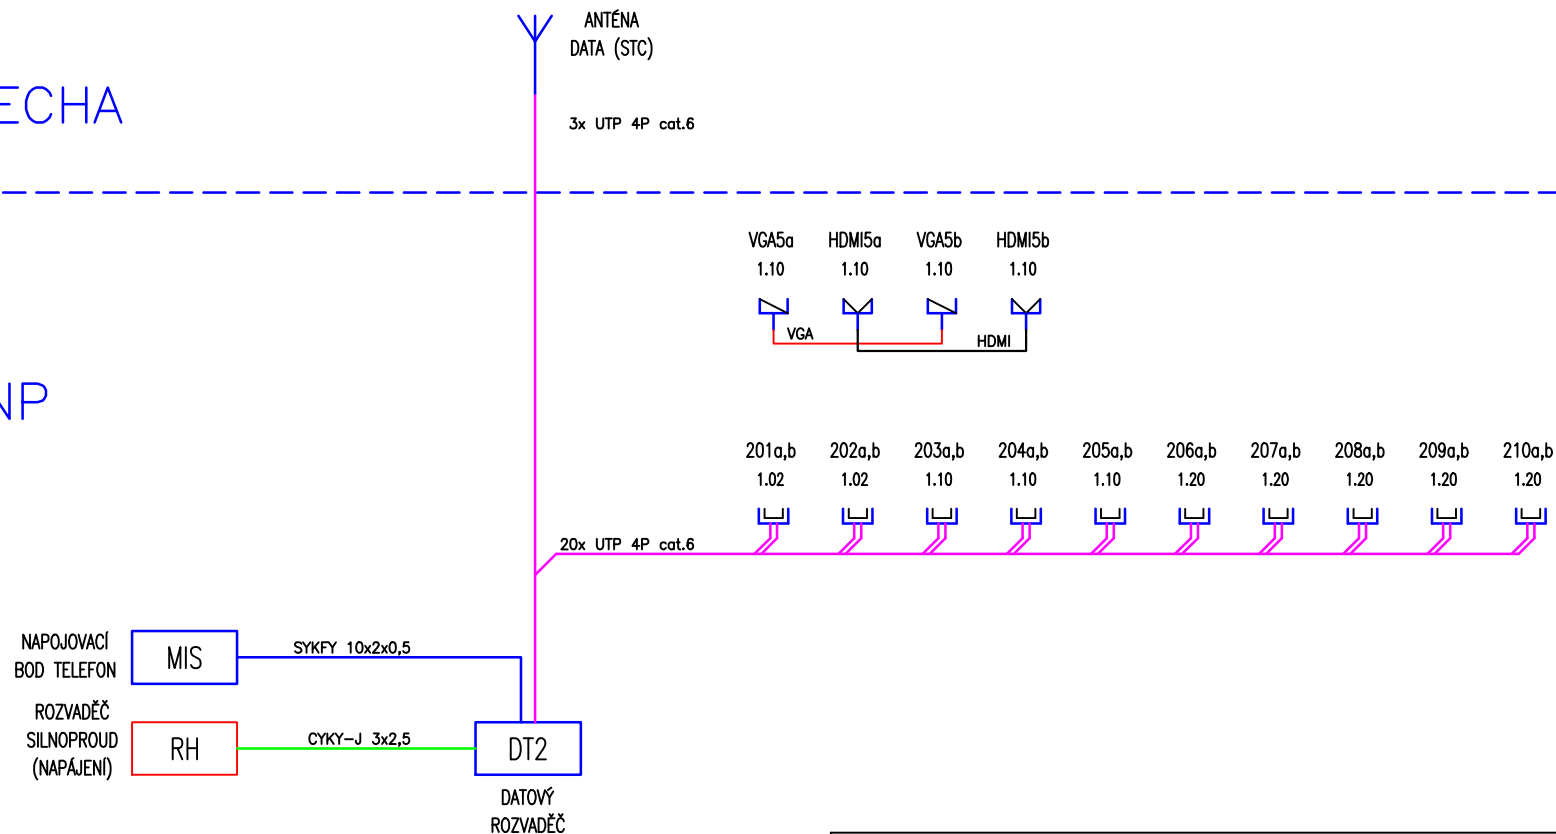 ANTÉNA
DATA (STC)
ECHA
3x UTP 4P cat.6
VGA5a HDMI5a VGA5b HDMI5b
1.10 1.10 1.10 1.10
VGA
HDMI
NP
201a,b 202a,b 203a,b 204a,b 205a,b 206a,b 207a,b 208a,b 209a,b 210a,b
1.02 1.02 1.10 1.10 1.10 1.20 1.20 1.20 1.20 1.20
20x UTP 4P cat.6
NAPOJOVACÍ
BOD TELEFON
MIS
SYKFY 10x2x0,5
ROZVADĚČ
SILNOPROUD
(NAPÁJENÍ)
RH
CYKY-J 3x2,5
DT2
DATOVÝ
ROZVADĚČ